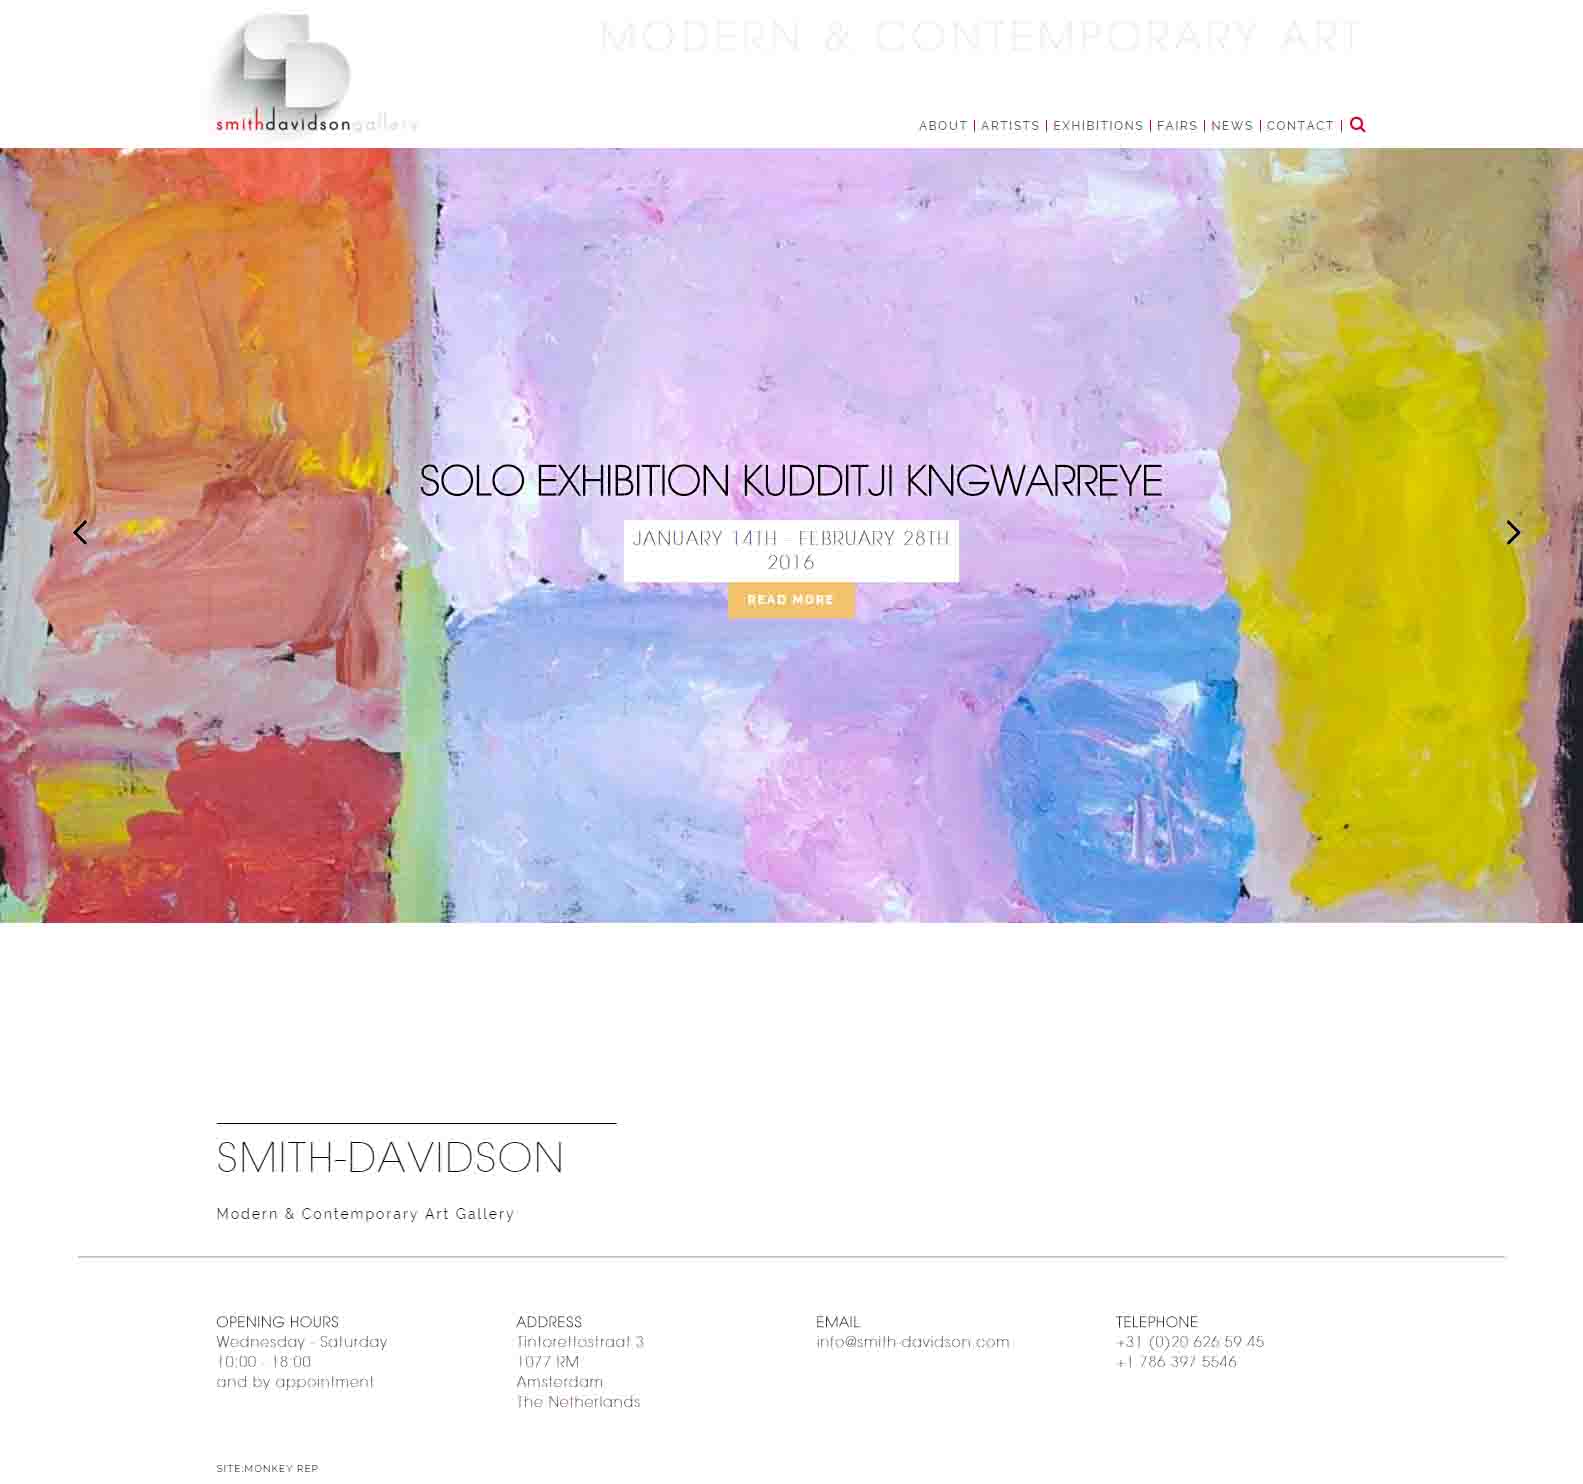 MODERN & CONTEMPORARY ART
smithdavidsongallery
ABOUT | ARTISTS | EXHIBITIONS | FAIRS | NEWS | CONTACT |
SOLO EXHIBITION KUDDITJI KNGWARREYE
JANUARY 14TH - FEBRUARY 28TH
2016
READ MORE
SMITH-DAVIDSON
Modern & Contemporary Art Gallery
OPENING HOURS
Wednesday - Saturday
10:00 - 18:00
and by appointment
ADDRESS
Tintorettostraat 3
1077 RM
Amsterdam
The Netherlands
EMAIL
info@smith-davidson.com
TELEPHONE
+31 (0)20 626 59 45
+1 786 397 5546
SITE:MONKEY REP